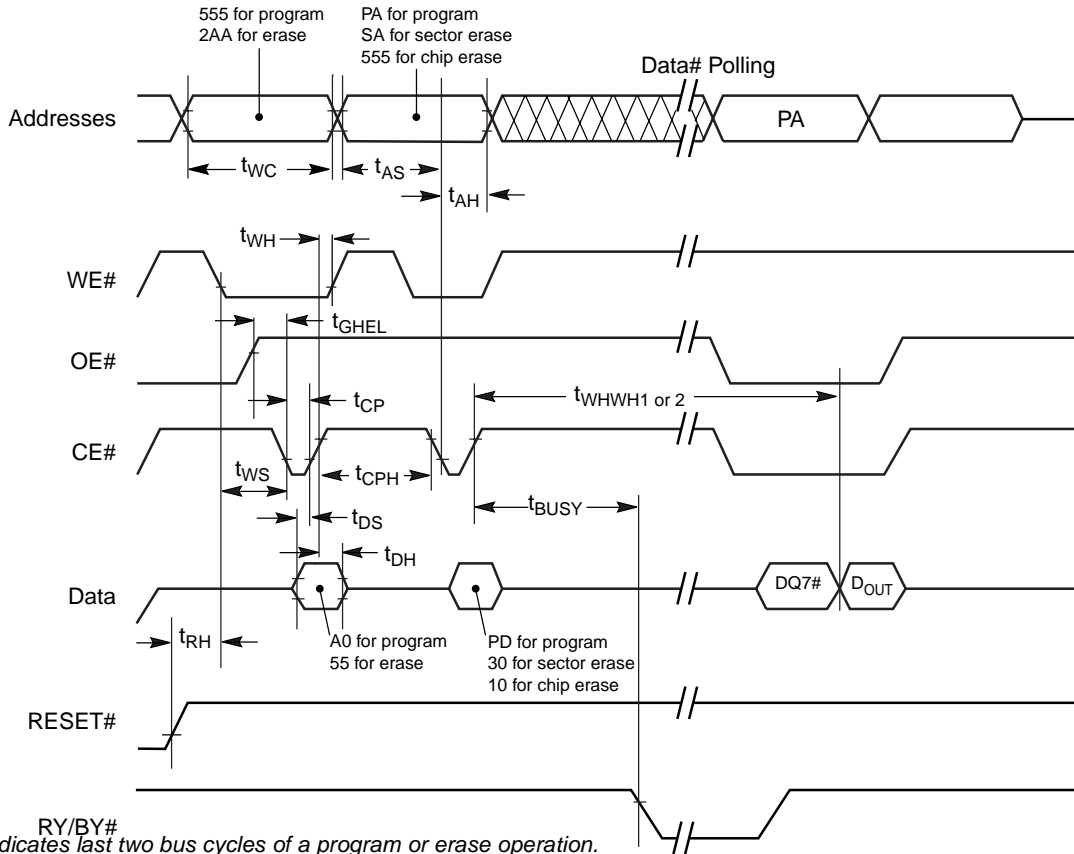 555 for program
2AA for erase
PA for program
SA for sector erase
555 for chip erase
Data# Polling
Addresses
PA
tWC
tAS
tAH
tWH
WE#
tGHEL
OE#
tWHWH1 or 2
tCP
CE#
tWS
tCPH
tBUSY
tDS
tDH
Data
DQ7#
DOUT
tRH
A0 for program
55 for erase
PD for program
30 for sector erase
10 for chip erase
RESET#
RY/BY#
dicates last two bus cycles of a program or erase operation.